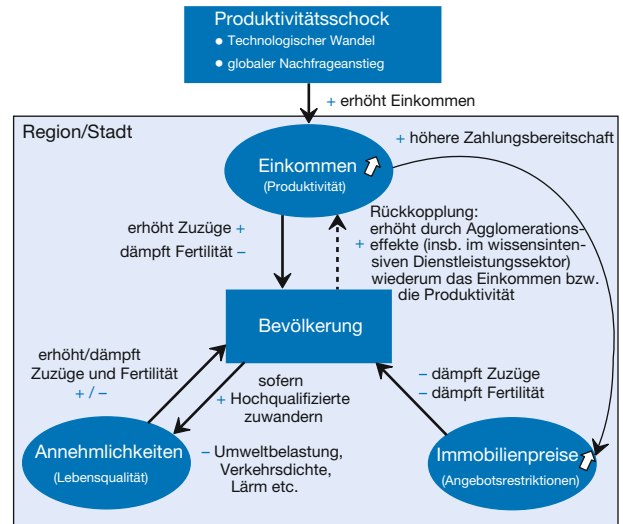 Produktivitätsschock
● Technologischer Wandel
● globaler Nachfrageanstieg
+ erhöht Einkommen
Region/Stadt
+ höhere Zahlungsbereitschaft
Einkommen
(Produktivität)
erhöht Zuzüge +
dämpft Fertilität –
Rückkopplung:
erhöht durch Agglomerations-
+ effekte (insb. im wissensinten-
siven Dienstleistungssektor)
wiederum das Einkommen bzw.
die Produktivität
Bevölkerung
erhöht/dämpft
Zuzüge und Fertilität
+ / –
sofern
+ Hochqualifizierte
zuwandern
– dämpft Zuzüge
– dämpft Fertilität
Annehmlichkeiten
(Lebensqualität)
– Umweltbelastung,
Verkehrsdichte,
Lärm etc.
Immobilienpreise
(Angebotsrestriktionen)